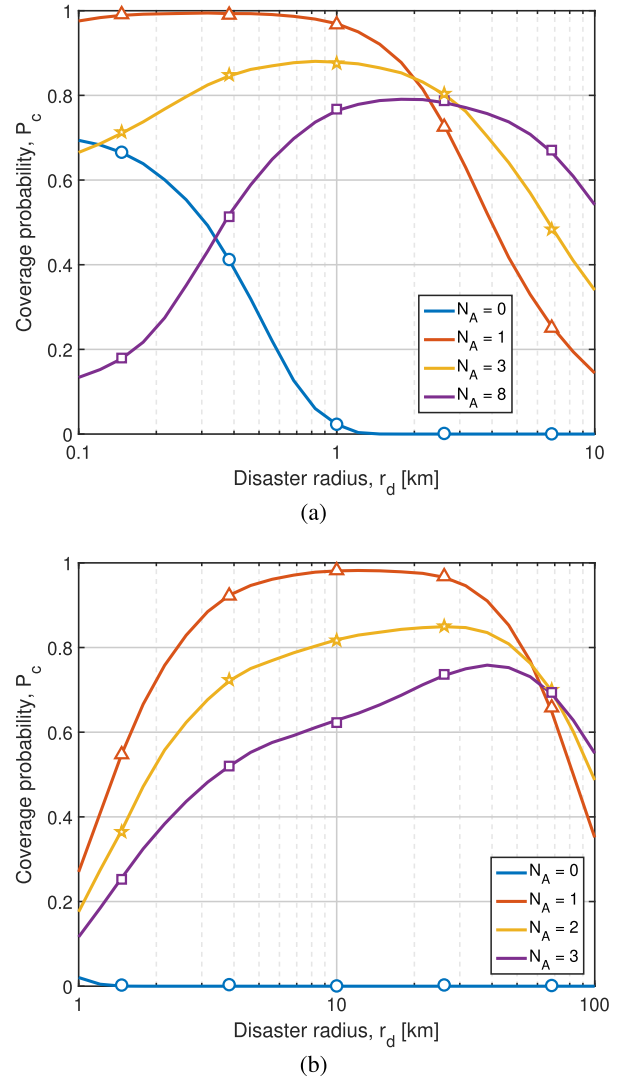 1
0.8
0.6
0.4
0.2
0
Coverage probability, P_c
N_A = 0
N_A = 1
N_A = 3
N_A = 8
0.1 1 10
Disaster radius, r_d [km]
(a)
1
0.8
0.6
0.4
0.2
0
Coverage probability, P_c
N_A = 0
N_A = 1
N_A = 2
N_A = 3
1 10 100
Disaster radius, r_d [km]
(b)